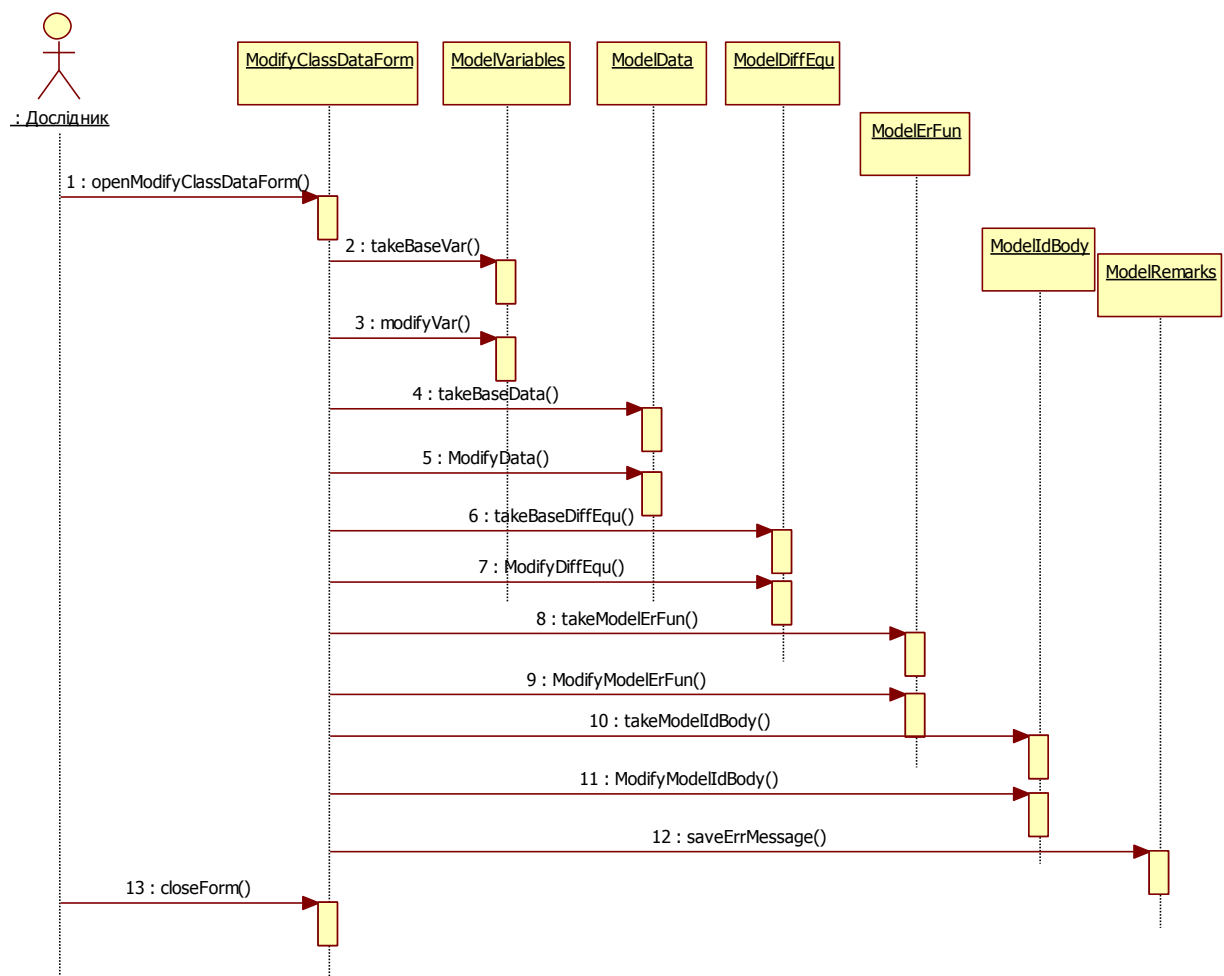 ModifyClassDataForm
ModelVariables
ModelData
ModelDiffEqu
: Дослідник
ModelErFun
1 : openModifyClassDataForm()
2 : takeBaseVar()
ModelIdBody
ModelRemarks
3 : modifyVar()
4 : takeBaseData()
5 : ModifyData()
6 : takeBaseDiffEqu()
7 : ModifyDiffEqu()
8 : takeModelErFun()
9 : ModifyModelErFun()
10 : takeModelIdBody()
11 : ModifyModelIdBody()
12 : saveErrMessage()
13 : closeForm()